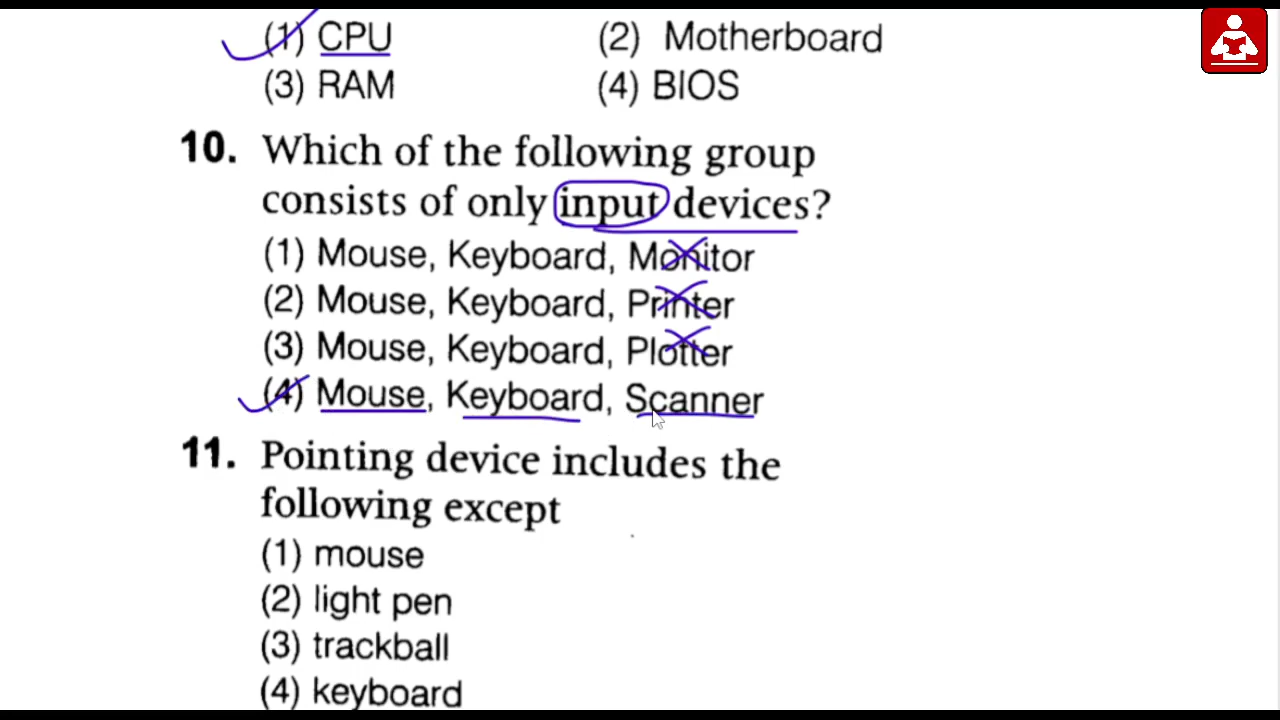 (1) CPU (2) Motherboard
(3) RAM (4) BIOS
10. Which of the following group
consists of only input devices?
(1) Mouse, Keyboard, Monitor
(2) Mouse, Keyboard, Printer
(3) Mouse, Keyboard, Plotter
(4) Mouse, Keyboard, Scanner
11. Pointing device includes the
following except
(1) mouse
(2) light pen
(3) trackball
(4) keyboard